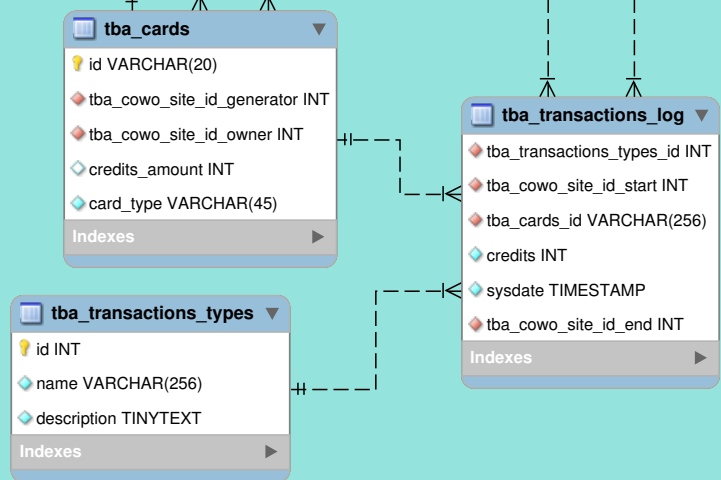 tba_cards
id VARCHAR(20)
tba_cowo_site_id_generator INT
tba_cowo_site_id_owner INT
credits_amount INT
card_type VARCHAR(45)
Indexes
tba_transactions_log
tba_transactions_types_id INT
tba_cowo_site_id_start INT
tba_cards_id VARCHAR(256)
credits INT
sysdate TIMESTAMP
tba_cowo_site_id_end INT
Indexes
tba_transactions_types
id INT
name VARCHAR(256)
description TINYTEXT
Indexes